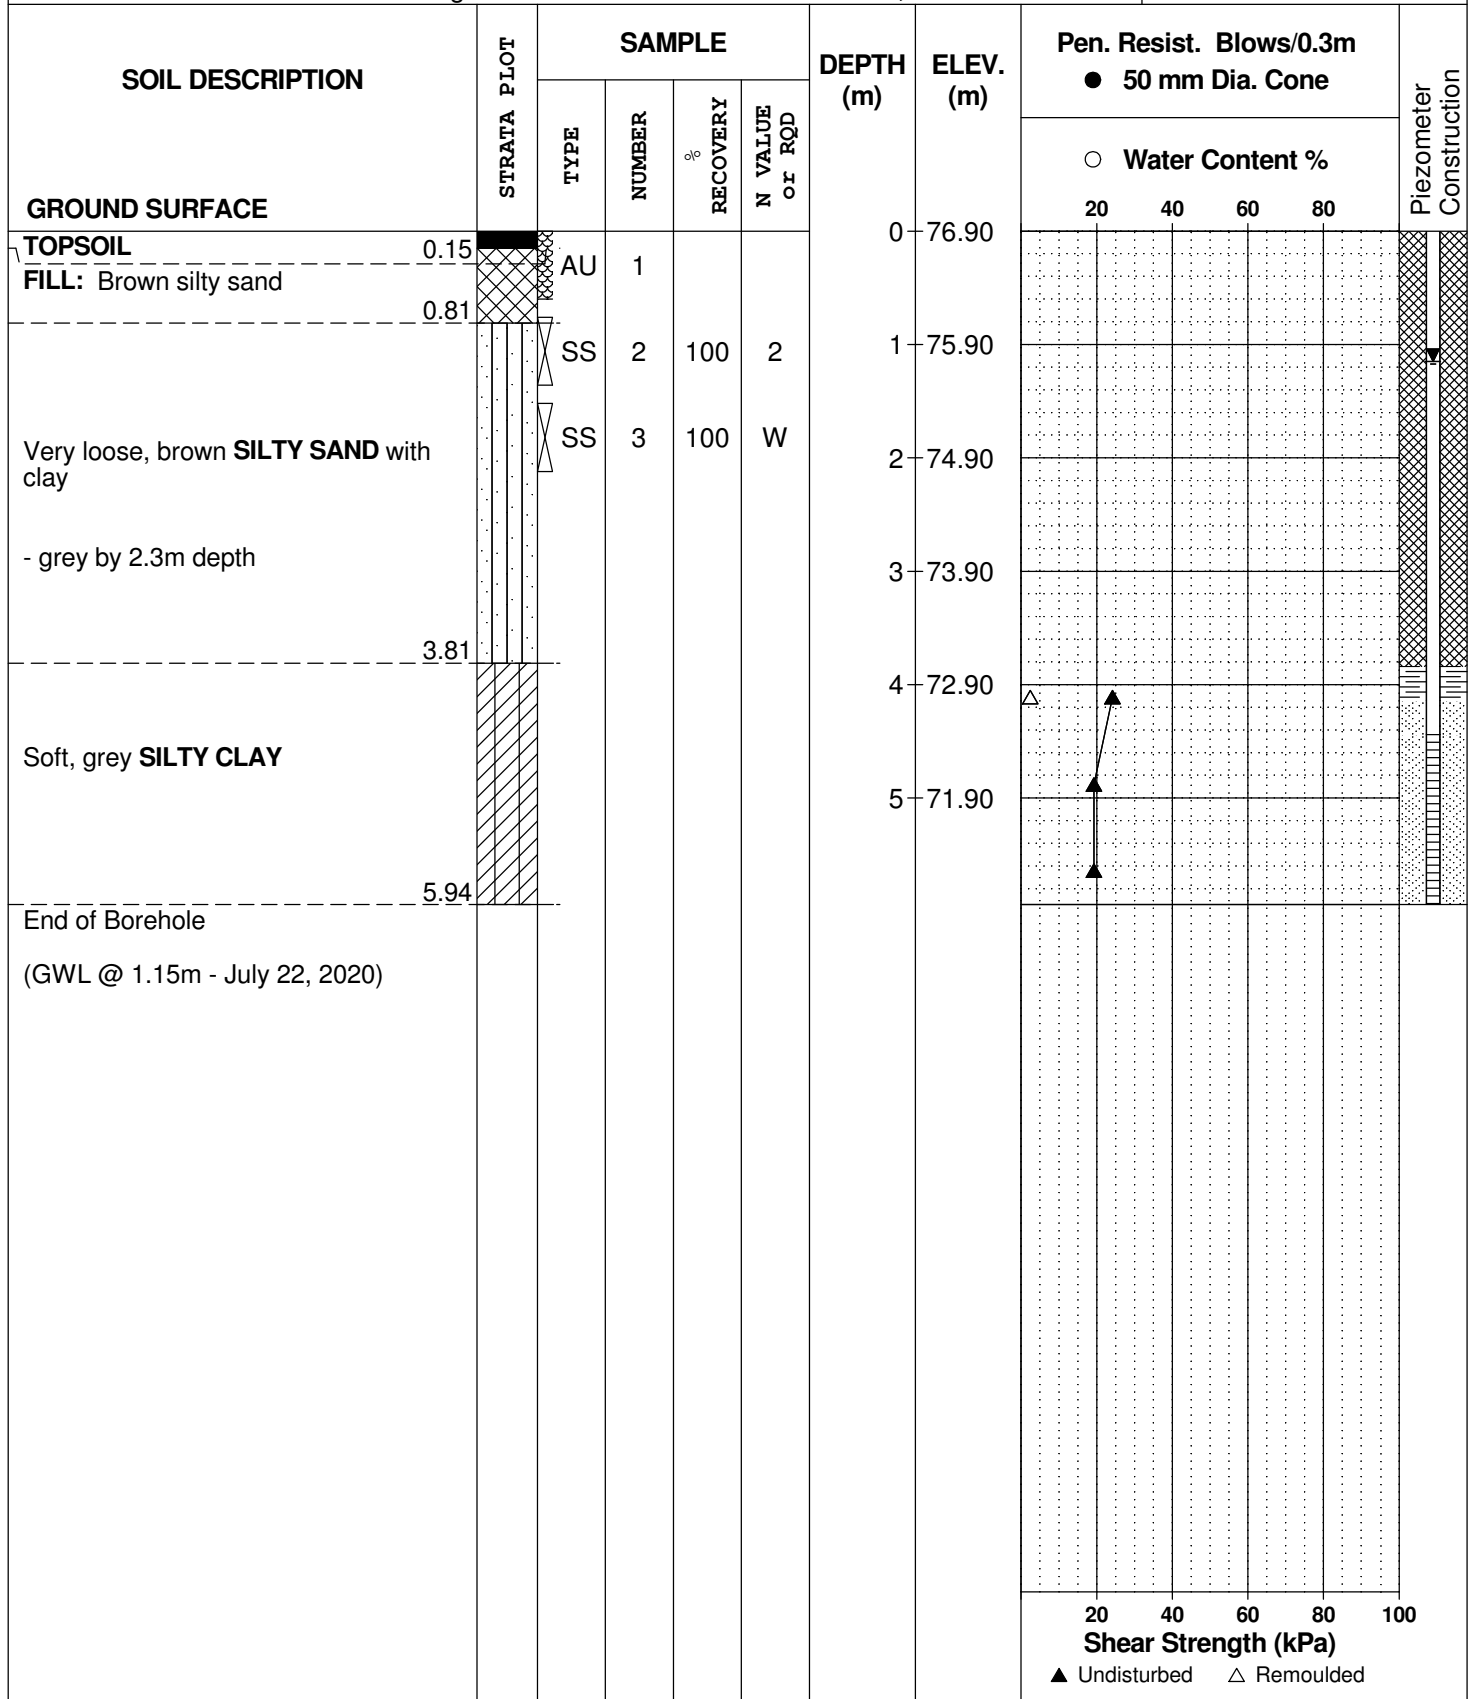 SOIL DESCRIPTION
GROUND SURFACE
STRATA PLOT
SAMPLE
TYPE
NUMBER
% RECOVERY
N VALUE or RQD
DEPTH (m)
ELEV. (m)
Pen. Resist. Blows/0.3m
● 50 mm Dia. Cone
○ Water Content %
20 40 60 80
Piezometer Construction
TOPSOIL 0.15
FILL: Brown silty sand
0.81
AU 1
SS 2 100 2
SS 3 100 W
Very loose, brown SILTY SAND with
clay
- grey by 2.3m depth
3.81
Soft, grey SILTY CLAY
5.94
End of Borehole
(GWL @ 1.15m - July 22, 2020)
0 76.90
1 75.90
2 74.90
3 73.90
4 72.90
5 71.90
20 40 60 80 100
Shear Strength (kPa)
▲ Undisturbed △ Remoulded